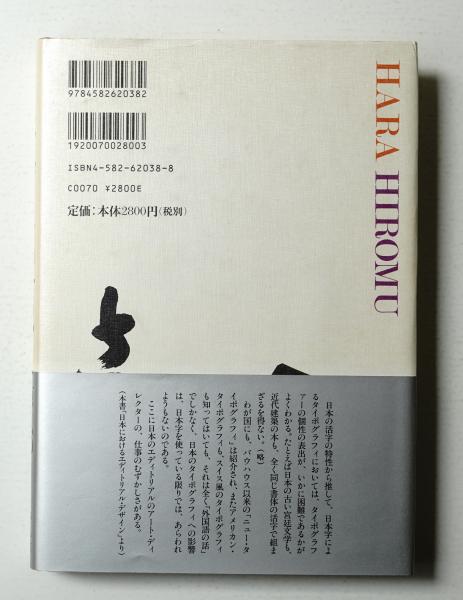 9784582620382
1920070028003
ISBN4-582-62038-8
C0070 ¥2800E
定価：本体2800円（税別）
HARA HIROMU
日本の活字の特性から推して、日本字によ
るタイポグラフィにおいては、タイポグラフ
ァーの個性の表出が、いかに困難であるかが
よくわかる。たとえば日本の古い宮廷文学も、
近代建築の本も、全く同じ書体の活字で組ま
ざるを得ない。（略）
わが国にも、バウハウス以来の「ニュー・タ
イポグラフィ」は紹介され、またアメリカン・
タイポグラフィも、スイス風のタイポグラフィ
も知ってはいても、それは全く「外国語の話」
でしかなく、日本のタイポグラフィへの影響
は、日本字を使っている限りでは、あらわれ
ようもないのである。
ここに日本のエディトリアルのアート・ディ
レクターの、仕事のむずかしさがある。
（本書「日本におけるエディトリアル・デザイン」より）